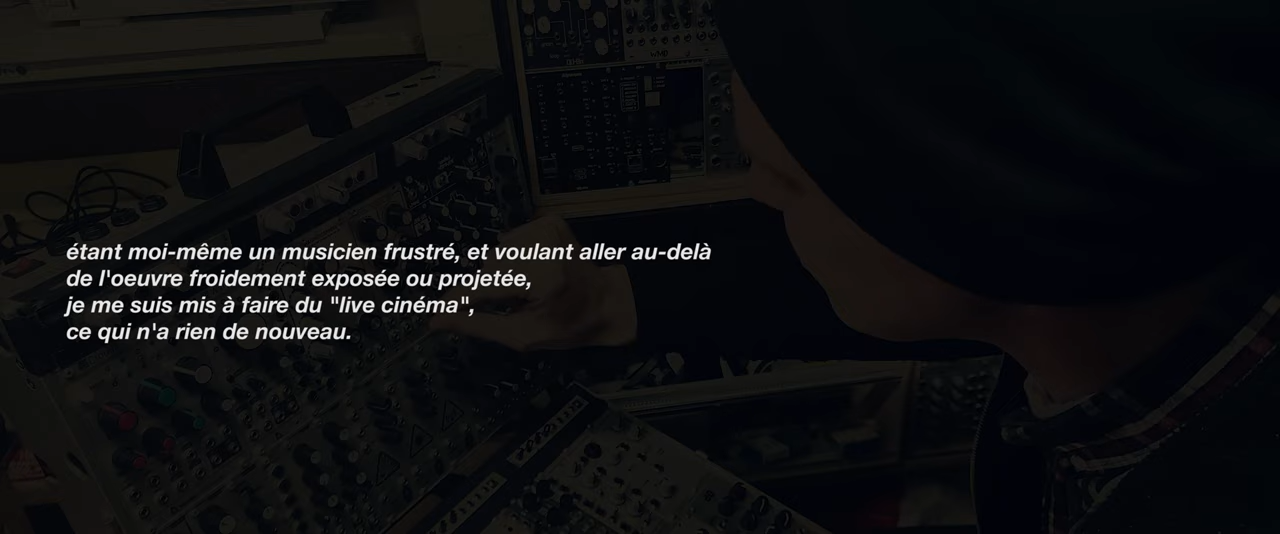 étant moi-même un musicien frustré, et voulant aller au-delà
de l'oeuvre froidement exposée ou projetée,
je me suis mis à faire du "live cinéma",
ce qui n'a rien de nouveau.